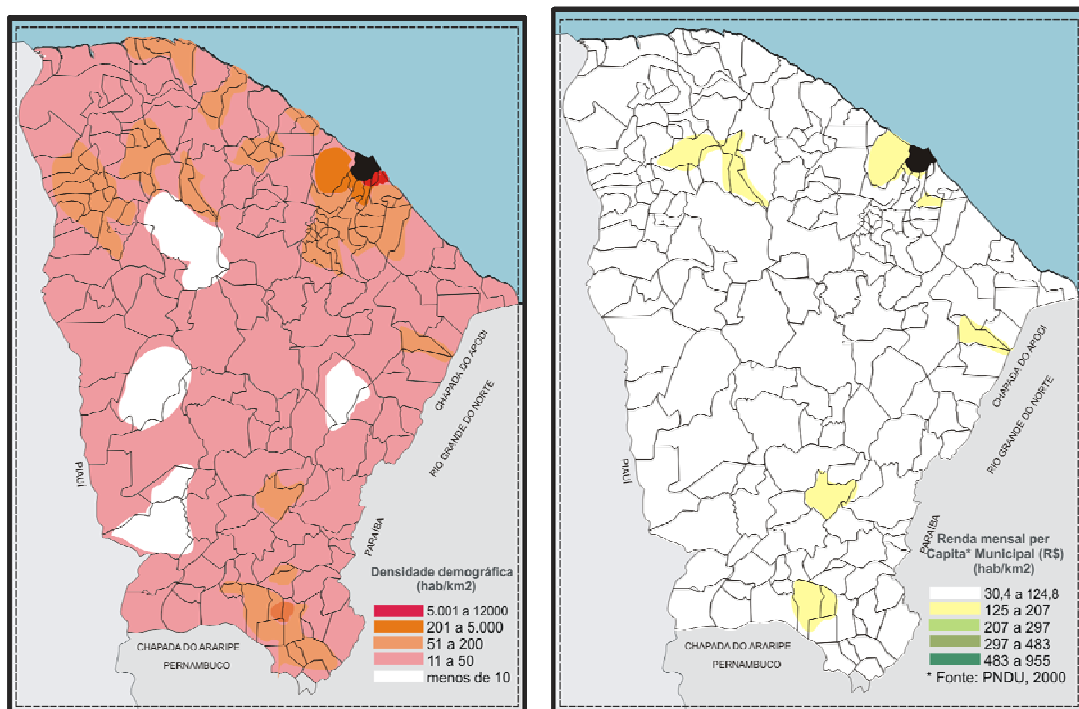 CHAPADA DO APODI
RIO GRANDE DO NORTE
PIAUÍ
PARAÍBA
Densidade demográfica
(hab/km2)
5.001 a 12000
201 a 5.000
51 a 200
11 a 50
menos de 10
CHAPADA DO ARARIPE
PERNAMBUCO
CHAPADA DO APODI
RIO GRANDE DO NORTE
PIAUÍ
PARAÍBA
Renda mensal per
Capita* Municipal (R$)
(hab/km2)
30,4 a 124,8
125 a 207
207 a 297
297 a 483
483 a 955
* Fonte: PNDU, 2000
CHAPADA DO ARARIPE
PERNAMBUCO